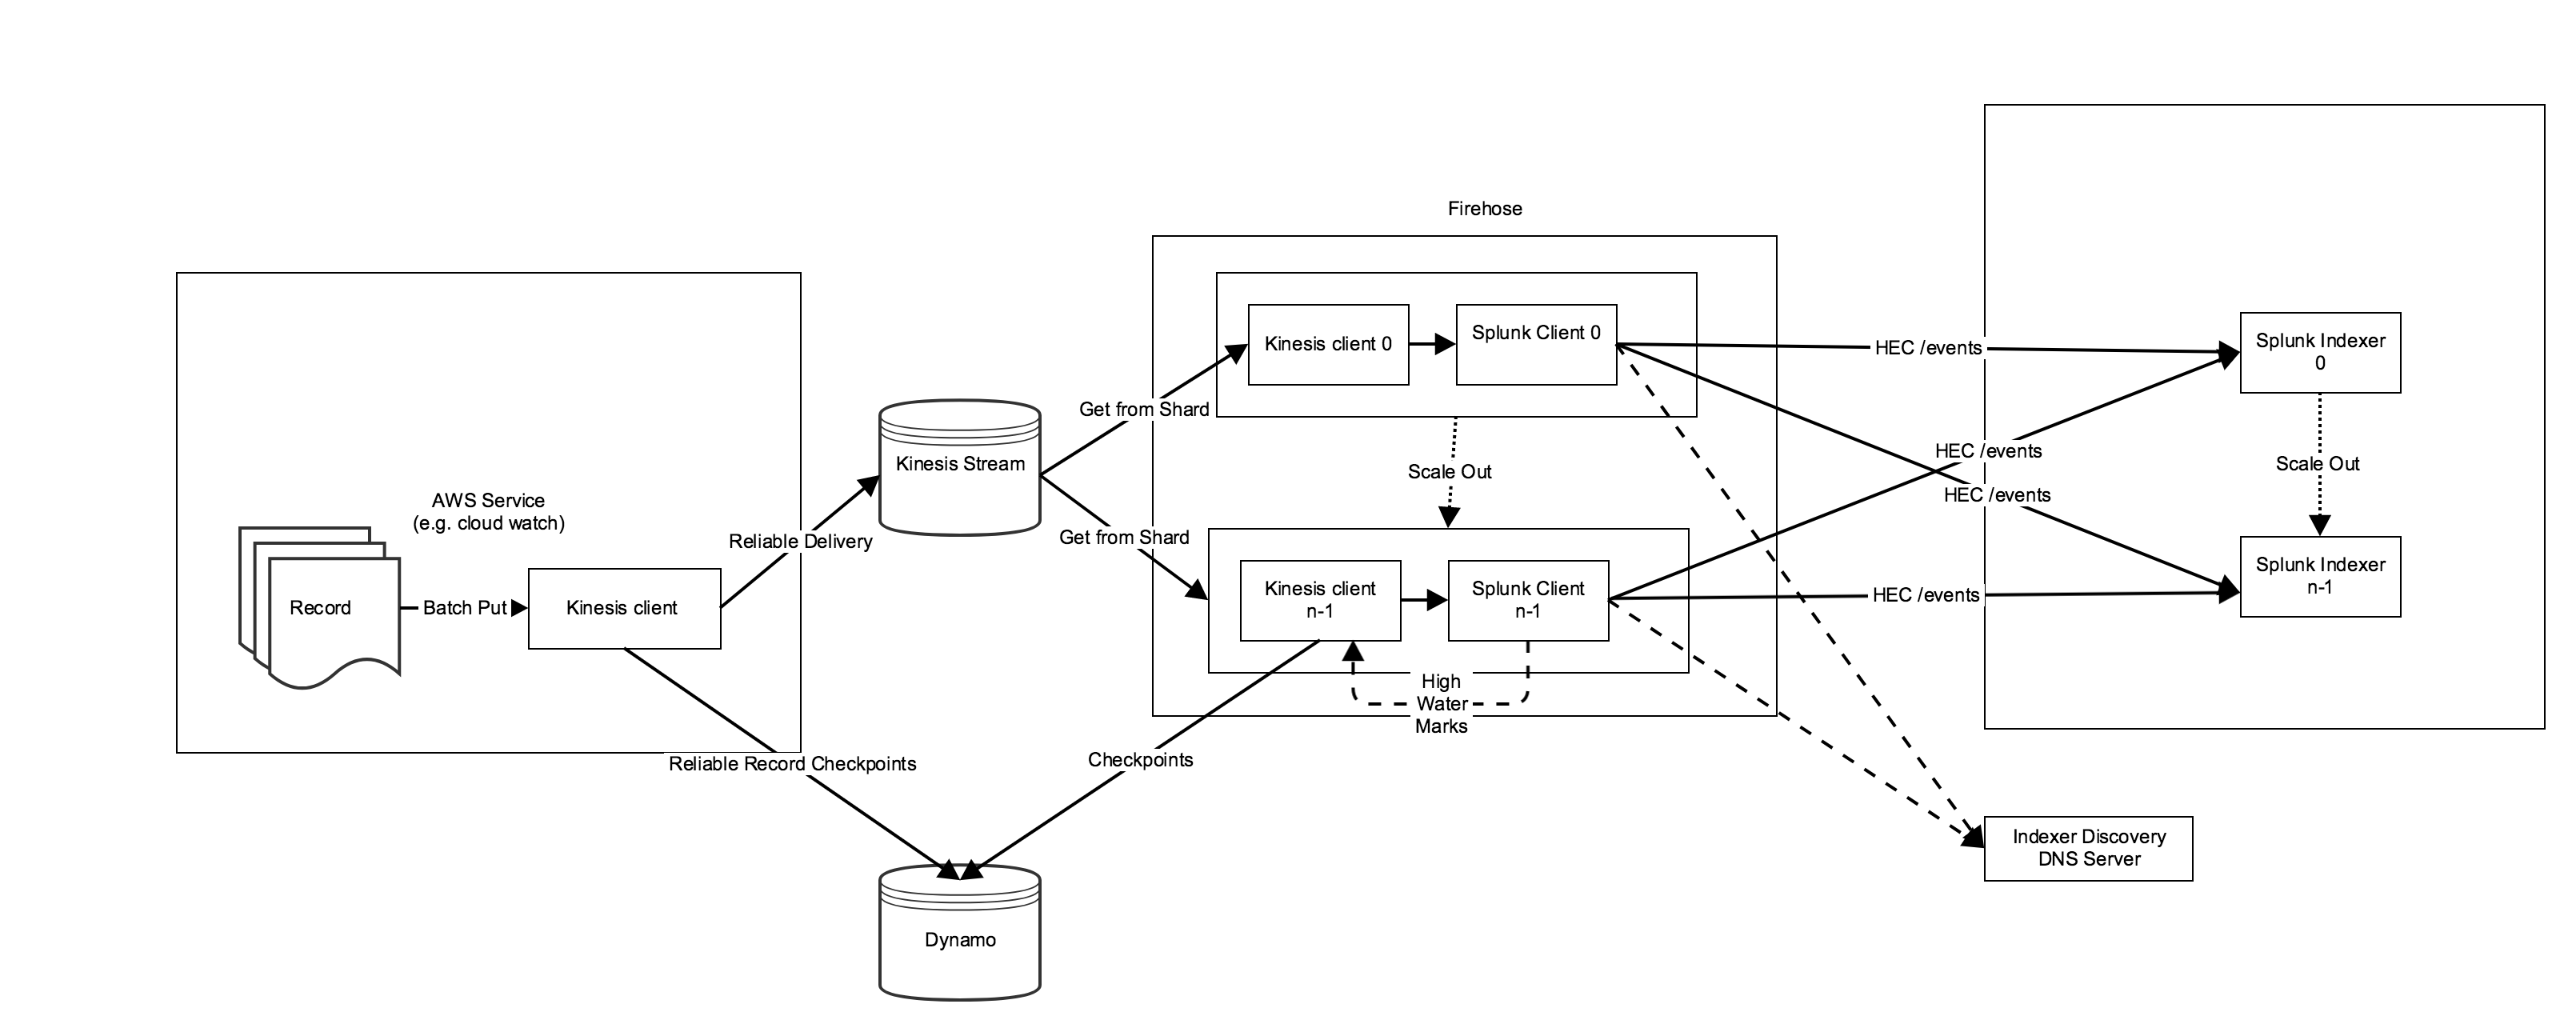 Firehose
Kinesis client 0
Splunk Client 0
HEC /events
Splunk Indexer
0
Get from Shard
Kinesis Stream
Scale Out
HEC /events
Scale Out
HEC /events
AWS Service
(e.g. cloud watch)
Reliable Delivery
Get from Shard
Record
Batch Put
Kinesis client
Kinesis client
n-1
Splunk Client
n-1
HEC /events
Splunk Indexer
n-1
High
Water
Marks
Reliable Record Checkpoints
Checkpoints
Indexer Discovery
DNS Server
Dynamo